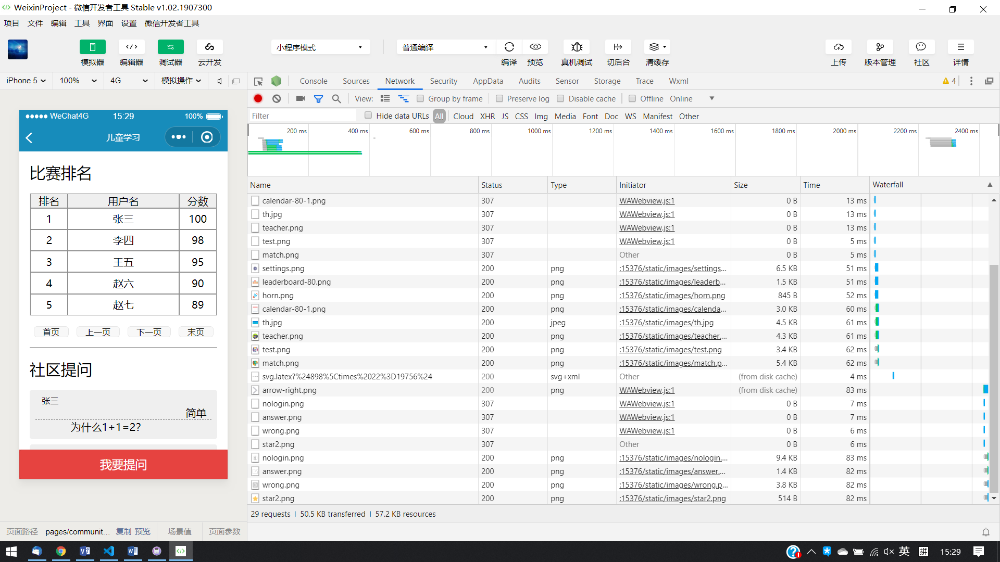 WeixinProject - 微信开发者工具 Stable v1.02.1907300
项目 文件 编辑 工具 界面 设置 微信开发者工具
模拟器 编辑器 调试器 云开发
小程序模式
普通编译
编译 预览 真机调试 切后台 清缓存
上传 版本管理 社区 详情
iPhone 5 100% 4G 模拟操作
Console Sources Network Security AppData Audits Sensor Storage Trace Wxml
4
View: Group by frame Preserve log Disable cache Offline Online
Filter Hide data URLs All Cloud XHR JS CSS Img Media Font Doc WS Manifest Other
200 ms 400 ms 600 ms 800 ms 1000 ms 1200 ms 1400 ms 1600 ms 1800 ms 2000 ms 2200 ms 2400 ms
WeChat4G 15:29 100%
儿童学习
比赛排名
排名 用户名 分数
1 张三 100
2 李四 98
3 王五 95
4 赵六 90
5 赵七 89
首页 上一页 下一页 末页
社区提问
张三
简单
为什么1+1=2?
我要提问
Name Status Type Initiator Size Time Waterfall
calendar-80-1.png 307 WAWebview.js:1 0 B 13 ms
th.jpg 307 WAWebview.js:1 0 B 13 ms
teacher.png 307 WAWebview.js:1 0 B 13 ms
test.png 307 WAWebview.js:1 0 B 5 ms
match.png 307 Other 0 B 5 ms
settings.png 200 png :15376/static/images/settings... 6.5 KB 51 ms
leaderboard-80.png 200 png :15376/static/images/leaderb... 1.5 KB 51 ms
horn.png 200 png :15376/static/images/horn.png 845 B 52 ms
calendar-80-1.png 200 png :15376/static/images/calenda... 3.0 KB 60 ms
th.jpg 200 jpeg :15376/static/images/th.jpg 4.5 KB 61 ms
teacher.png 200 png :15376/static/images/teacher.... 4.3 KB 61 ms
test.png 200 png :15376/static/images/test.png 3.4 KB 62 ms
match.png 200 png :15376/static/images/match.p... 5.4 KB 62 ms
svg.latex?%24898%5Ctimes%2022%3D19756%24 200 svg+xml Other (from disk cache) 4 ms
arrow-right.png 200 png WAWebview.js:1 (from disk cache) 83 ms
nologin.png 307 WAWebview.js:1 0 B 7 ms
answer.png 307 WAWebview.js:1 0 B 7 ms
wrong.png 307 WAWebview.js:1 0 B 6 ms
star2.png 307 Other 0 B 6 ms
nologin.png 200 png :15376/static/images/nologin.... 9.4 KB 83 ms
answer.png 200 png :15376/static/images/answer.... 1.4 KB 82 ms
wrong.png 200 png :15376/static/images/wrong.p... 3.8 KB 82 ms
star2.png 200 png :15376/static/images/star2.png 514 B 82 ms
29 requests | 50.5 KB transferred | 57.2 KB resources
页面路径 pages/communit... 复制 预览 场景值 页面参数
英 拼 15:29